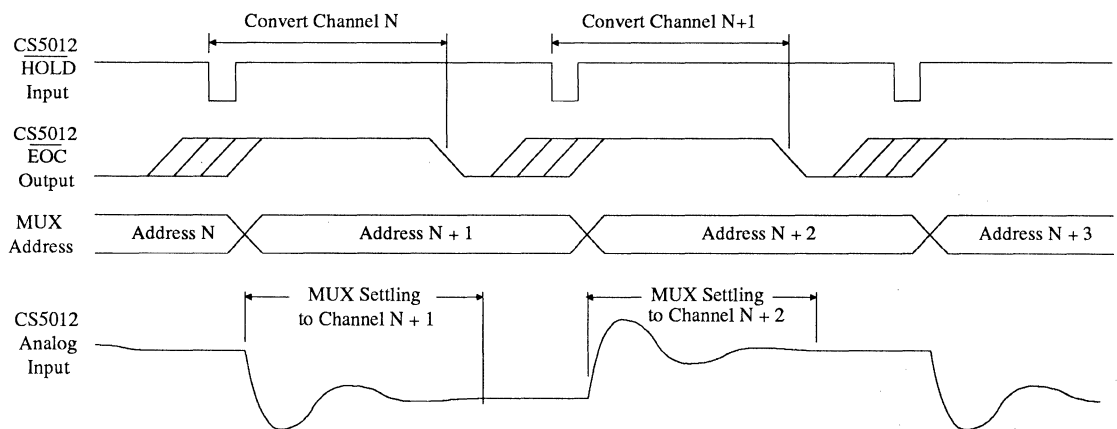 Convert Channel N
Convert Channel N+1
CS5012
HOLD
Input
CS5012
EOC
Output
MUX
Address
Address N
Address N + 1
Address N + 2
Address N + 3
MUX Settling
to Channel N + 1
MUX Settling
to Channel N + 2
CS5012
Analog
Input